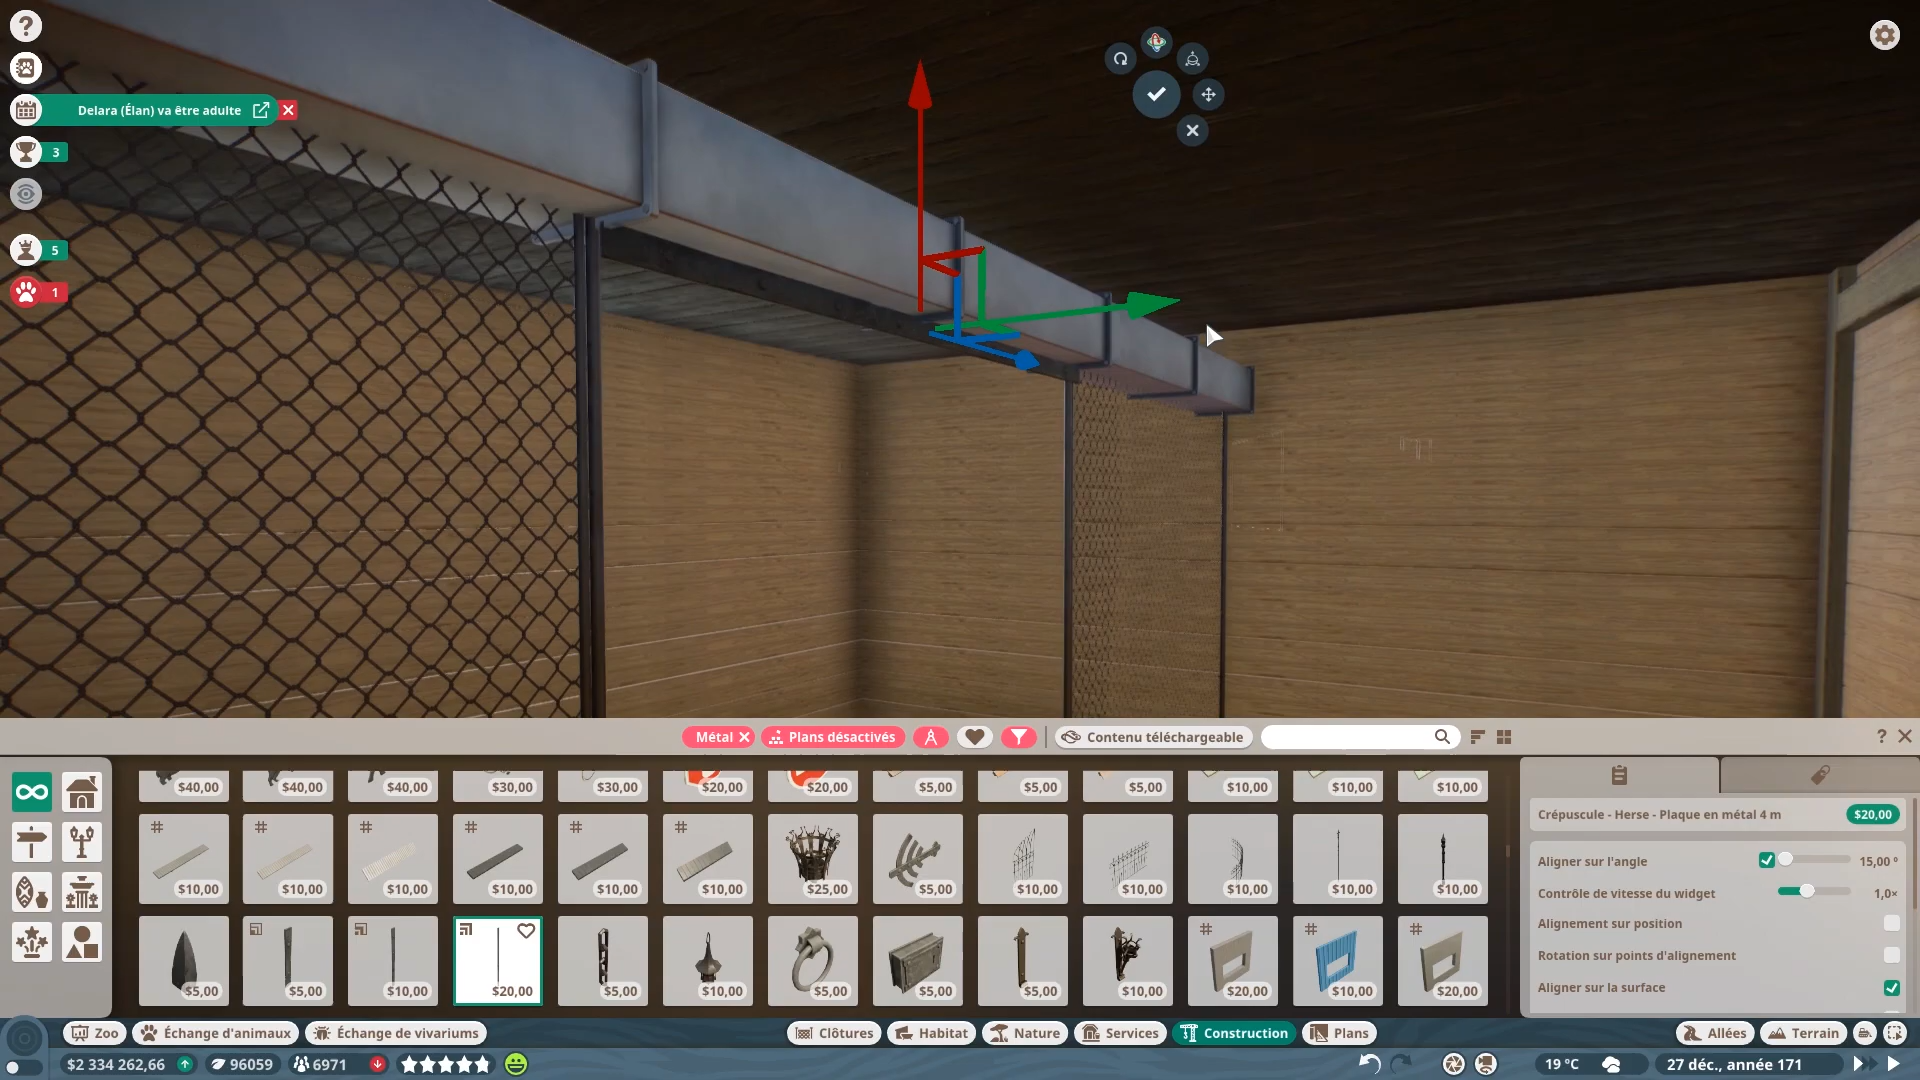 ?
Delara (Élan) va être adulte
3
5
1
Métal
Plans désactivés
Contenu téléchargeable
?
$40,00 $40,00 $40,00 $30,00 $30,00 $20,00 $20,00 $5,00 $5,00 $5,00 $10,00 $10,00 $10,00
$10,00 $10,00 $10,00 $10,00 $10,00 $10,00 $25,00 $5,00 $10,00 $10,00 $10,00 $10,00 $10,00
$5,00 $5,00 $10,00 $20,00 $5,00 $10,00 $5,00 $5,00 $5,00 $10,00 $20,00 $10,00 $20,00
Crépuscule - Herse - Plaque en métal 4 m $20,00
Aligner sur l'angle 15,00 °
Contrôle de vitesse du widget 1,0×
Alignement sur position
Rotation sur points d'alignement
Aligner sur la surface
Zoo Échange d'animaux Échange de vivariums Clôtures Habitat Nature Services Construction Plans Allées Terrain
$2 334 262,66 96059 6971 19 °C 27 déc., année 171